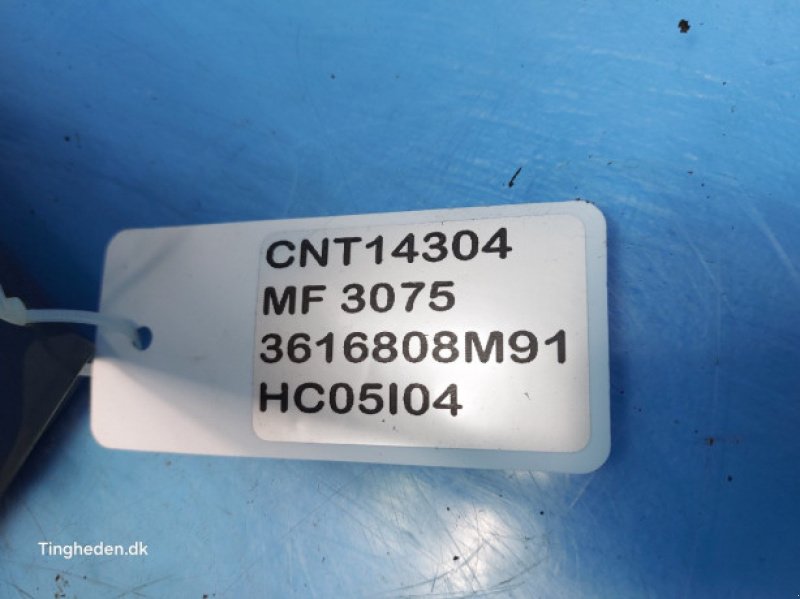 CNT14304
MF 3075
3616808M91
HC05I04
Tingheden.dk